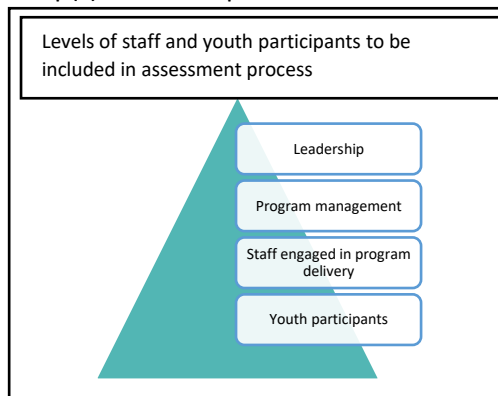 Levels of staff and youth participants to be
included in assessment process
Leadership
Program management
Staff engaged in program
delivery
Youth participants